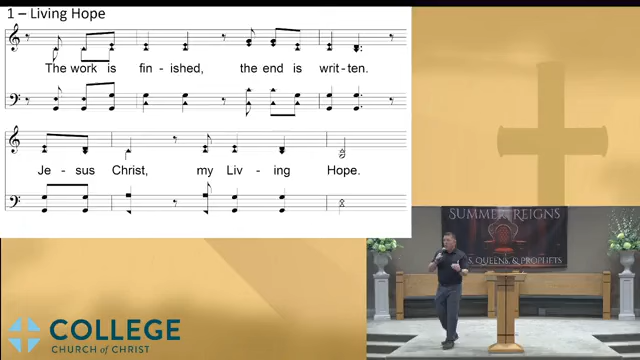 1 – Living Hope
The work is fin - ished, the end is writ - ten.
Je - sus Christ, my Liv - ing Hope.
SUMMER REIGNS
S, QUEENS, & PROPHETS
COLLEGE
CHURCH of CHRIST